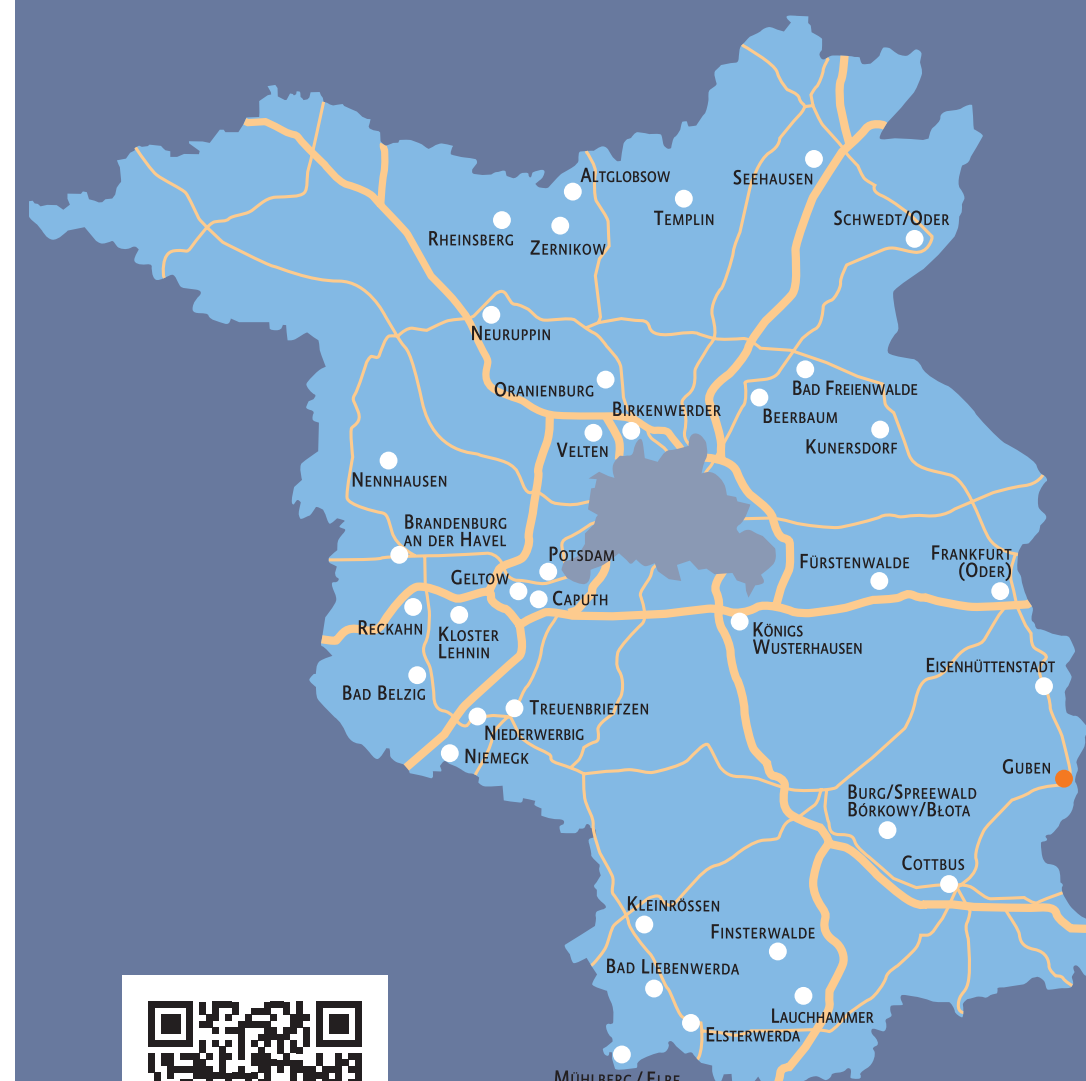 ALTGLOBSOW
SEEHAUSEN
TEMPLIN
SCHWEDT/ODER
RHEINSBERG
ZERNIKOW
NEURUPPIN
ORANIENBURG
BAD FREIENWALDE
BIRKENWERDER
BEERBAUM
VELTEN
KUNERSDORF
NENNHAUSEN
BRANDENBURG
AN DER HAVEL
POTSDAM
FÜRSTENWALDE
FRANKFURT
(ODER)
GELTOW
CAPUTH
RECKAHN
KLOSTER
LEHNIN
KÖNIGS
WUSTERHAUSEN
EISENHÜTTENSTADT
BAD BELZIG
TREUENBRIETZEN
NIEDERWERBIG
NIEMEGK
GUBEN
BURG/SPREEWALD
BÓRKOWY/BŁOTA
COTTBUS
KLEINRÖSSEN
FINSTERWALDE
BAD LIEBENWERDA
LAUCHHAMMER
ELSTERWERDA
MÜHLBERG / ELBE